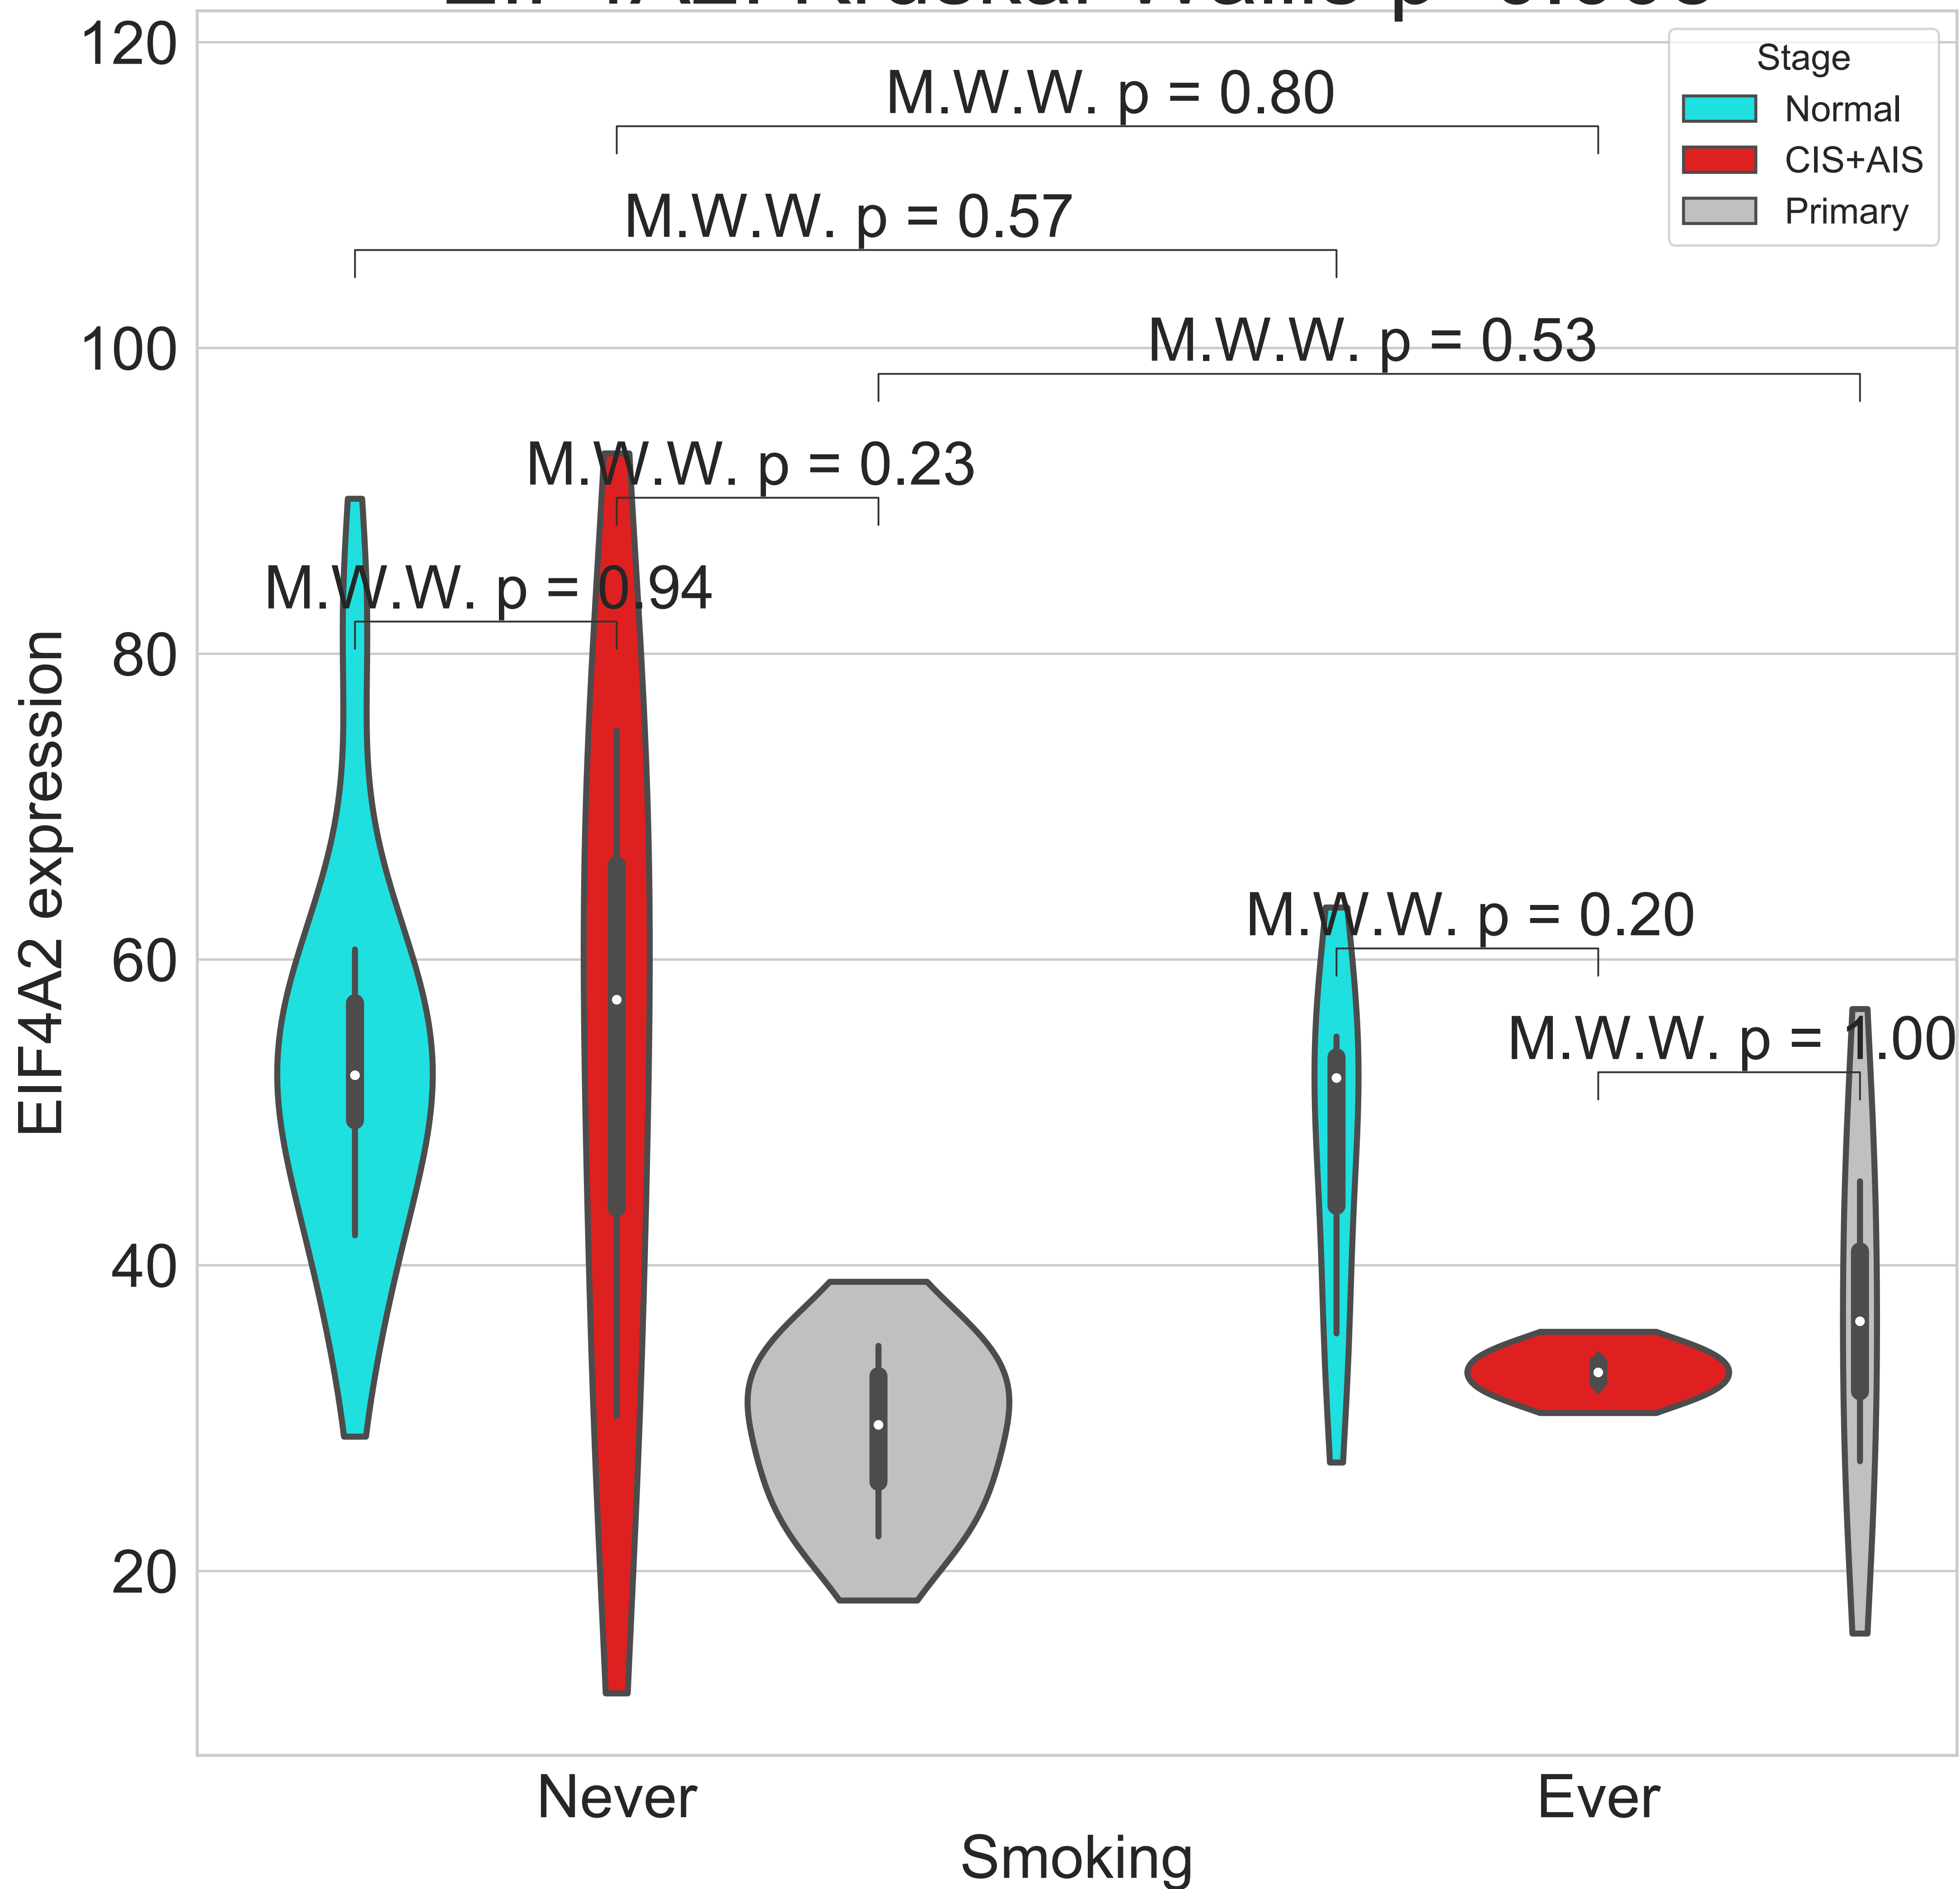 120
Stage
Normal
CIS+AIS
Primary
M.W.W. p = 0.80
M.W.W. p = 0.57
100
M.W.W. p = 0.53
M.W.W. p = 0.23
M.W.W. p = 0.94
80
EIF4A2 expression
60
M.W.W. p = 0.20
M.W.W. p = 1.00
40
20
Never
Ever
Smoking